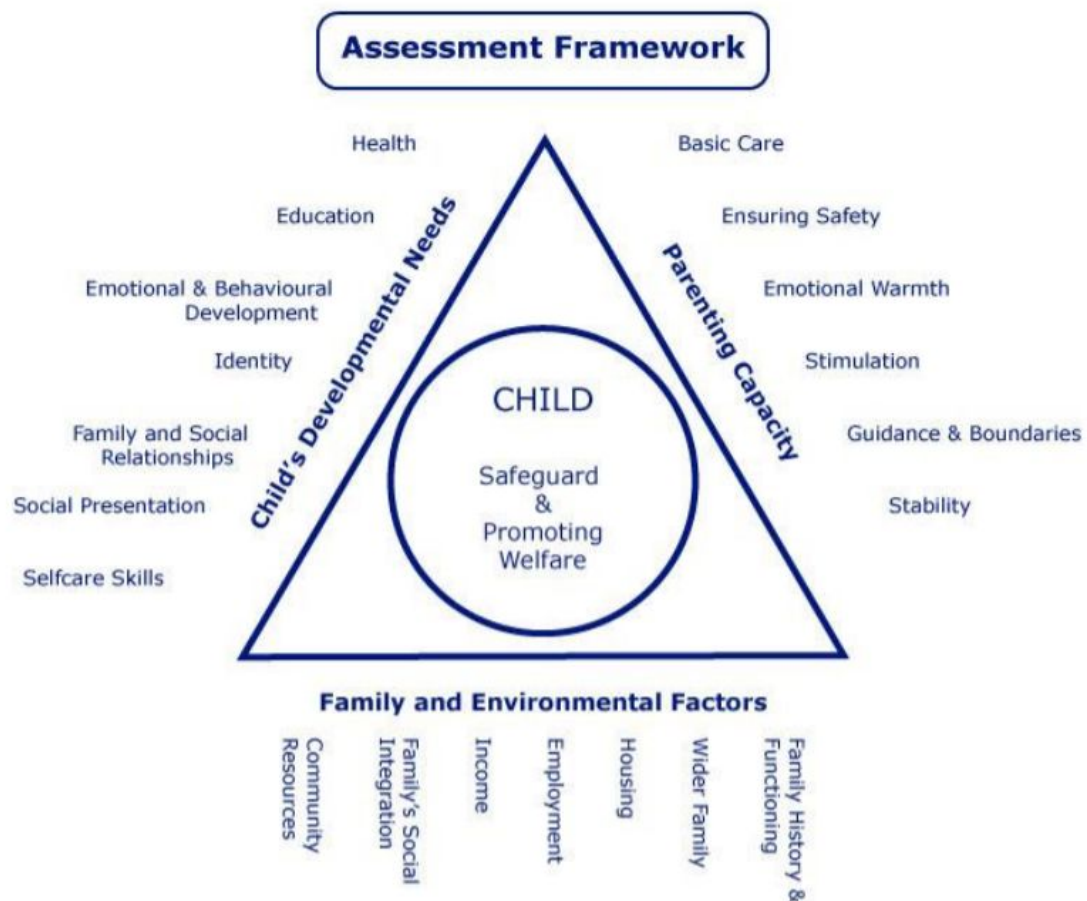 Assessment Framework
Health
Education
Emotional & Behavioural
Development
Identity
Family and Social
Relationships
Social Presentation
Selfcare Skills
Child's Developmental Needs
CHILD
Safeguard
&
Promoting
Welfare
Parenting Capacity
Basic Care
Ensuring Safety
Emotional Warmth
Stimulation
Guidance & Boundaries
Stability
Family and Environmental Factors
Community
Resources
Family's Social
Integration
Income
Employment
Housing
Wider Family
Family History &
Functioning